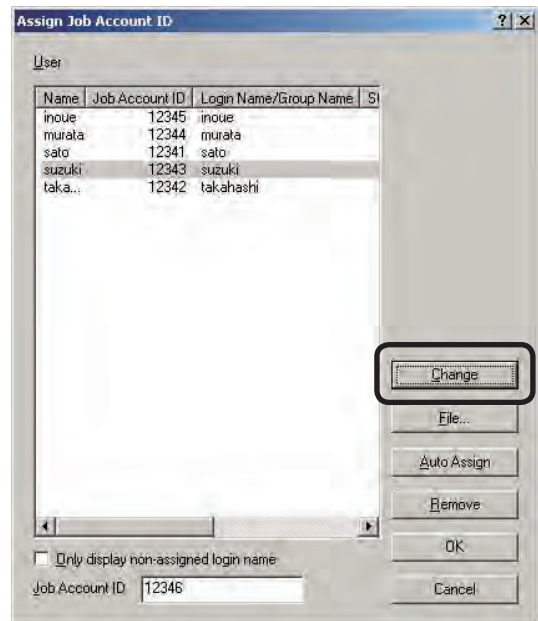 Assign Job Account ID
User
Name Job Account ID Login Name/Group Name
inoue 12345 inoue
murata 12344 murata
sato 12341 sato
suzuki 12343 suzuki
taka... 12342 takahashi
Change
File...
Auto Assign
Remove
OK
Only display non-assigned login name
Job Account ID 12346
Cancel